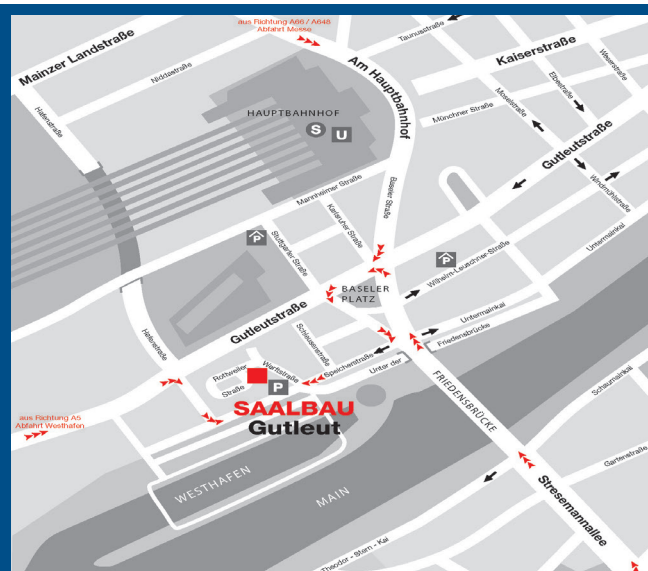 aus Richtung A66 / A648
Abfahrt Messe
Taunusstraße
Mainzer Landstraße
Kaiserstraße
Niddastraße
Am Hauptbahnhof
Elbestraße
Weserstraße
Moselstraße
Hafenstraße
HAUPTBAHNHOF
S U
Münchner Straße
Gutleutstraße
Mannheimer Straße
Baseler Straße
Windmühlstraße
Karlsruher Straße
Stuttgarter Straße
Untermainkai
P
P
Wilhelm-Leuschner-Straße
BASELER
PLATZ
Gutleutstraße
Untermainkai
Hafenstraße
Schleusenstraße
Friedensbrücke
Speicherstraße
Unter der
Werftstraße
Rottweiler
Straße
P
SAALBAU
Gutleut
FRIEDENSBRÜCKE
Schaumainkai
aus Richtung A5
Abfahrt Westhafen
Gartenstraße
WESTHAFEN
MAIN
Stresemannallee
Theodor - Stern - Kai